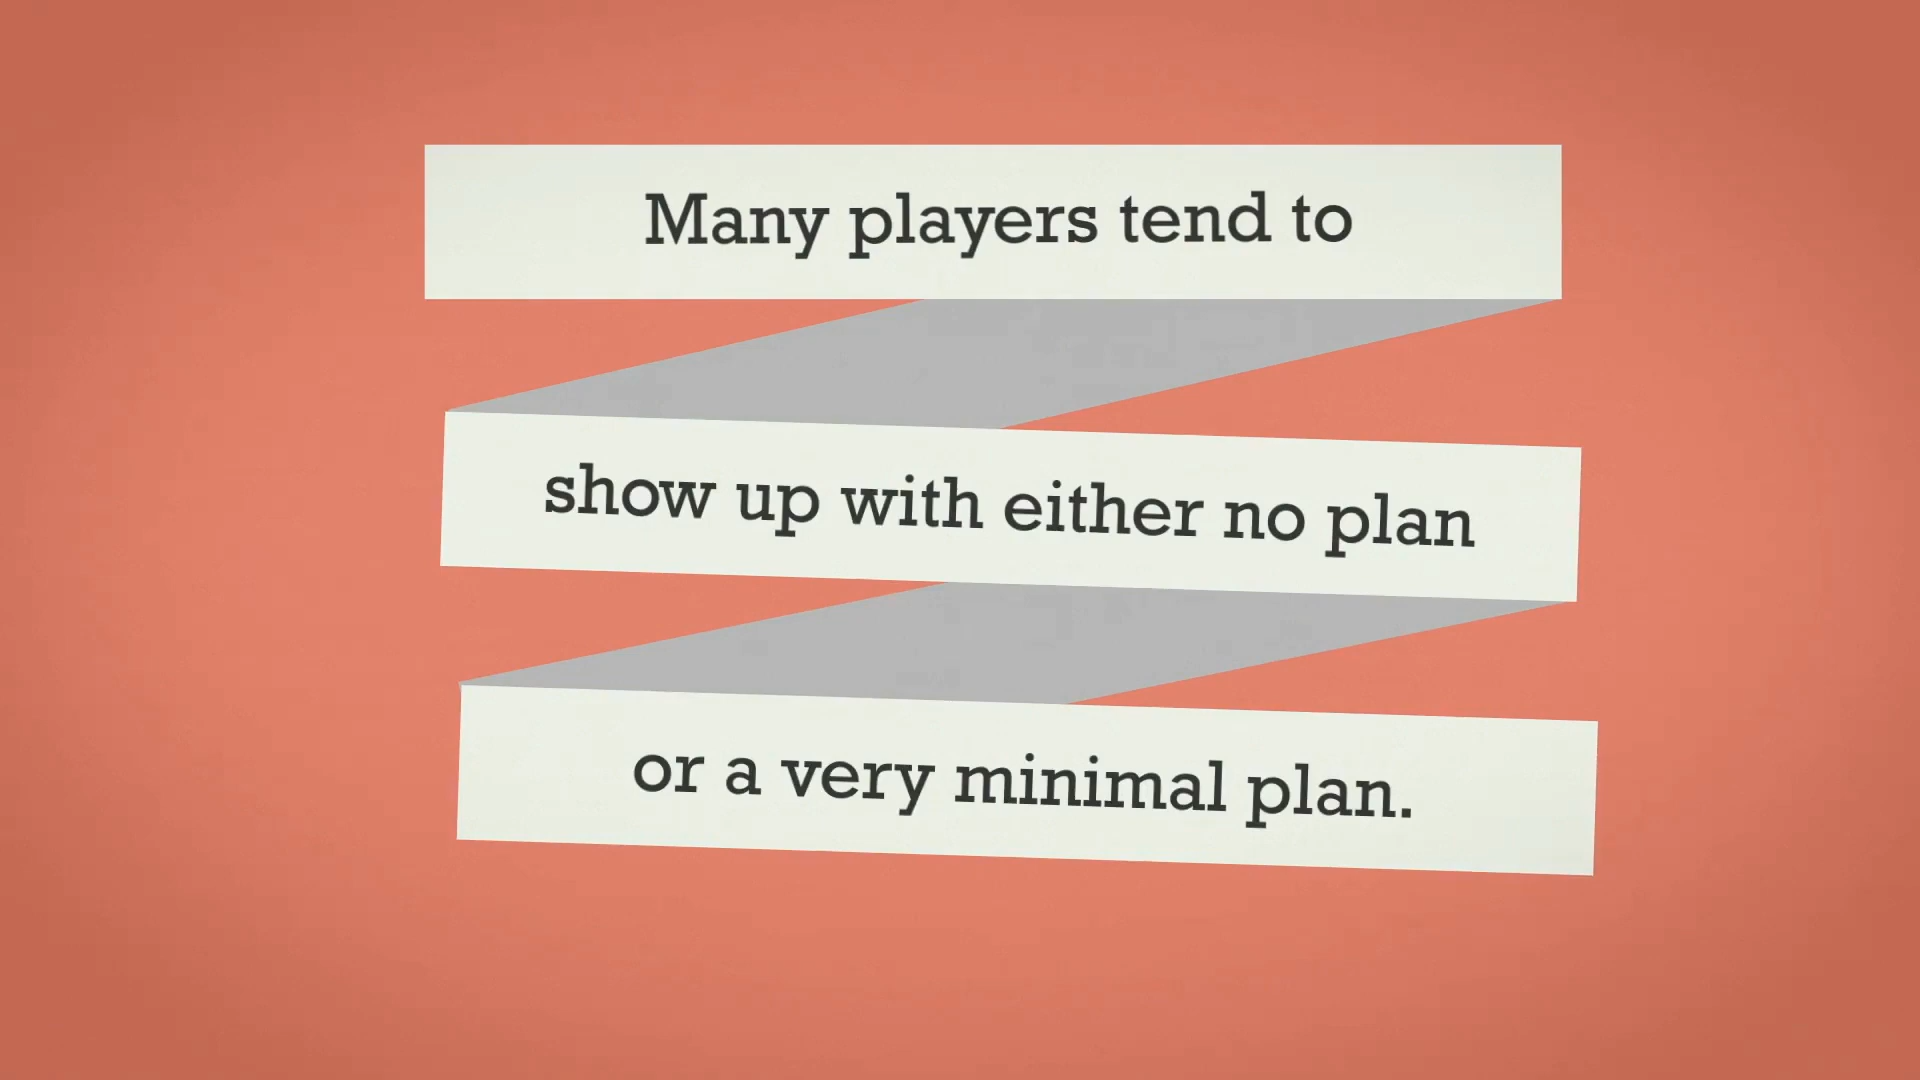 Many players tend to
show up with either no plan
or a very minimal plan.